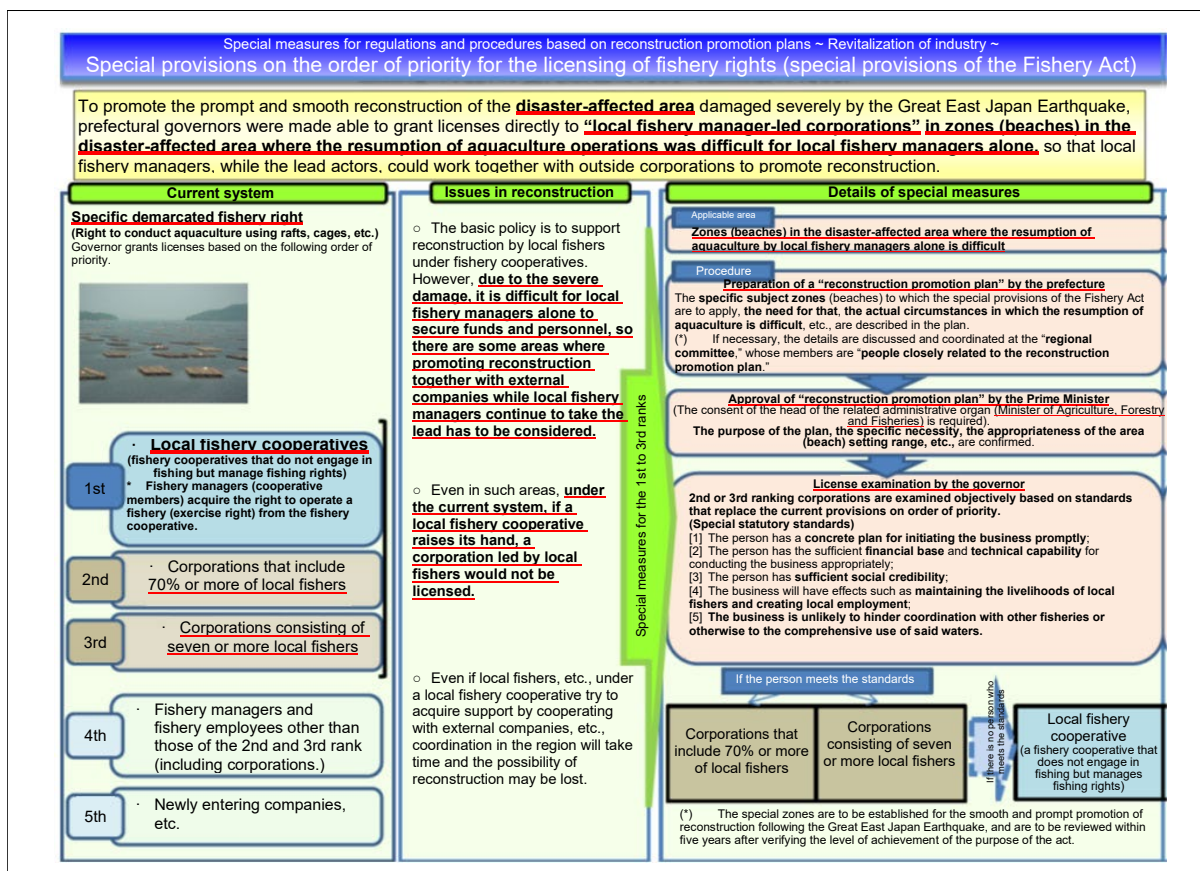 Special measures for regulations and procedures based on reconstruction promotion plans ~ Revitalization of industry ~
Special provisions on the order of priority for the licensing of fishery rights (special provisions of the Fishery Act)
To promote the prompt and smooth reconstruction of the disaster-affected area damaged severely by the Great East Japan Earthquake,
prefectural governors were made able to grant licenses directly to “local fishery manager-led corporations” in zones (beaches) in the
disaster-affected area where the resumption of aquaculture operations was difficult for local fishery managers alone, so that local
fishery managers, while the lead actors, could work together with outside corporations to promote reconstruction.
Current system
Specific demarcated fishery right
(Right to conduct aquaculture using rafts, cages, etc.)
Governor grants licenses based on the following order of
priority.
1st
· Local fishery cooperatives
(fishery cooperatives that do not engage in
fishing but manage fishing rights)
* Fishery managers (cooperative
members) acquire the right to operate a
fishery (exercise right) from the fishery
cooperative.
2nd
· Corporations that include
70% or more of local fishers
3rd
· Corporations consisting of
seven or more local fishers
4th
· Fishery managers and
fishery employees other than
those of the 2nd and 3rd rank
(including corporations.)
5th
· Newly entering companies,
etc.
Issues in reconstruction
○ The basic policy is to support
reconstruction by local fishers
under fishery cooperatives.
However, due to the severe
damage, it is difficult for local
fishery managers alone to
secure funds and personnel, so
there are some areas where
promoting reconstruction
together with external
companies while local fishery
managers continue to take the
lead has to be considered.
○ Even in such areas, under
the current system, if a
local fishery cooperative
raises its hand, a
corporation led by local
fishers would not be
licensed.
○ Even if local fishers, etc., under
a local fishery cooperative try to
acquire support by cooperating
with external companies, etc.,
coordination in the region will take
time and the possibility of
reconstruction may be lost.
Special measures for the 1st to 3rd ranks
Details of special measures
Applicable area
Zones (beaches) in the disaster-affected area where the resumption of
aquaculture by local fishery managers alone is difficult
Procedure
Preparation of a “reconstruction promotion plan” by the prefecture
The specific subject zones (beaches) to which the special provisions of the Fishery Act
are to apply, the need for that, the actual circumstances in which the resumption of
aquaculture is difficult, etc., are described in the plan.
(*) If necessary, the details are discussed and coordinated at the “regional
committee,” whose members are “people closely related to the reconstruction
promotion plan.”
Approval of “reconstruction promotion plan” by the Prime Minister
(The consent of the head of the related administrative organ (Minister of Agriculture, Forestry
and Fisheries) is required).
The purpose of the plan, the specific necessity, the appropriateness of the area
(beach) setting range, etc., are confirmed.
License examination by the governor
2nd or 3rd ranking corporations are examined objectively based on standards
that replace the current provisions on order of priority.
(Special statutory standards)
[1] The person has a concrete plan for initiating the business promptly;
[2] The person has the sufficient financial base and technical capability for
conducting the business appropriately;
[3] The person has sufficient social credibility;
[4] The business will have effects such as maintaining the livelihoods of local
fishers and creating local employment;
[5] The business is unlikely to hinder coordination with other fisheries or
otherwise to the comprehensive use of said waters.
If the person meets the standards
Corporations that
include 70% or more
of local fishers
Corporations
consisting of seven
or more local fishers
If there is no person who
meets the standards
Local fishery
cooperative
(a fishery cooperative that
does not engage in
fishing but manages
fishing rights)
(*) The special zones are to be established for the smooth and prompt promotion of
reconstruction following the Great East Japan Earthquake, and are to be reviewed within
five years after verifying the level of achievement of the purpose of the act.